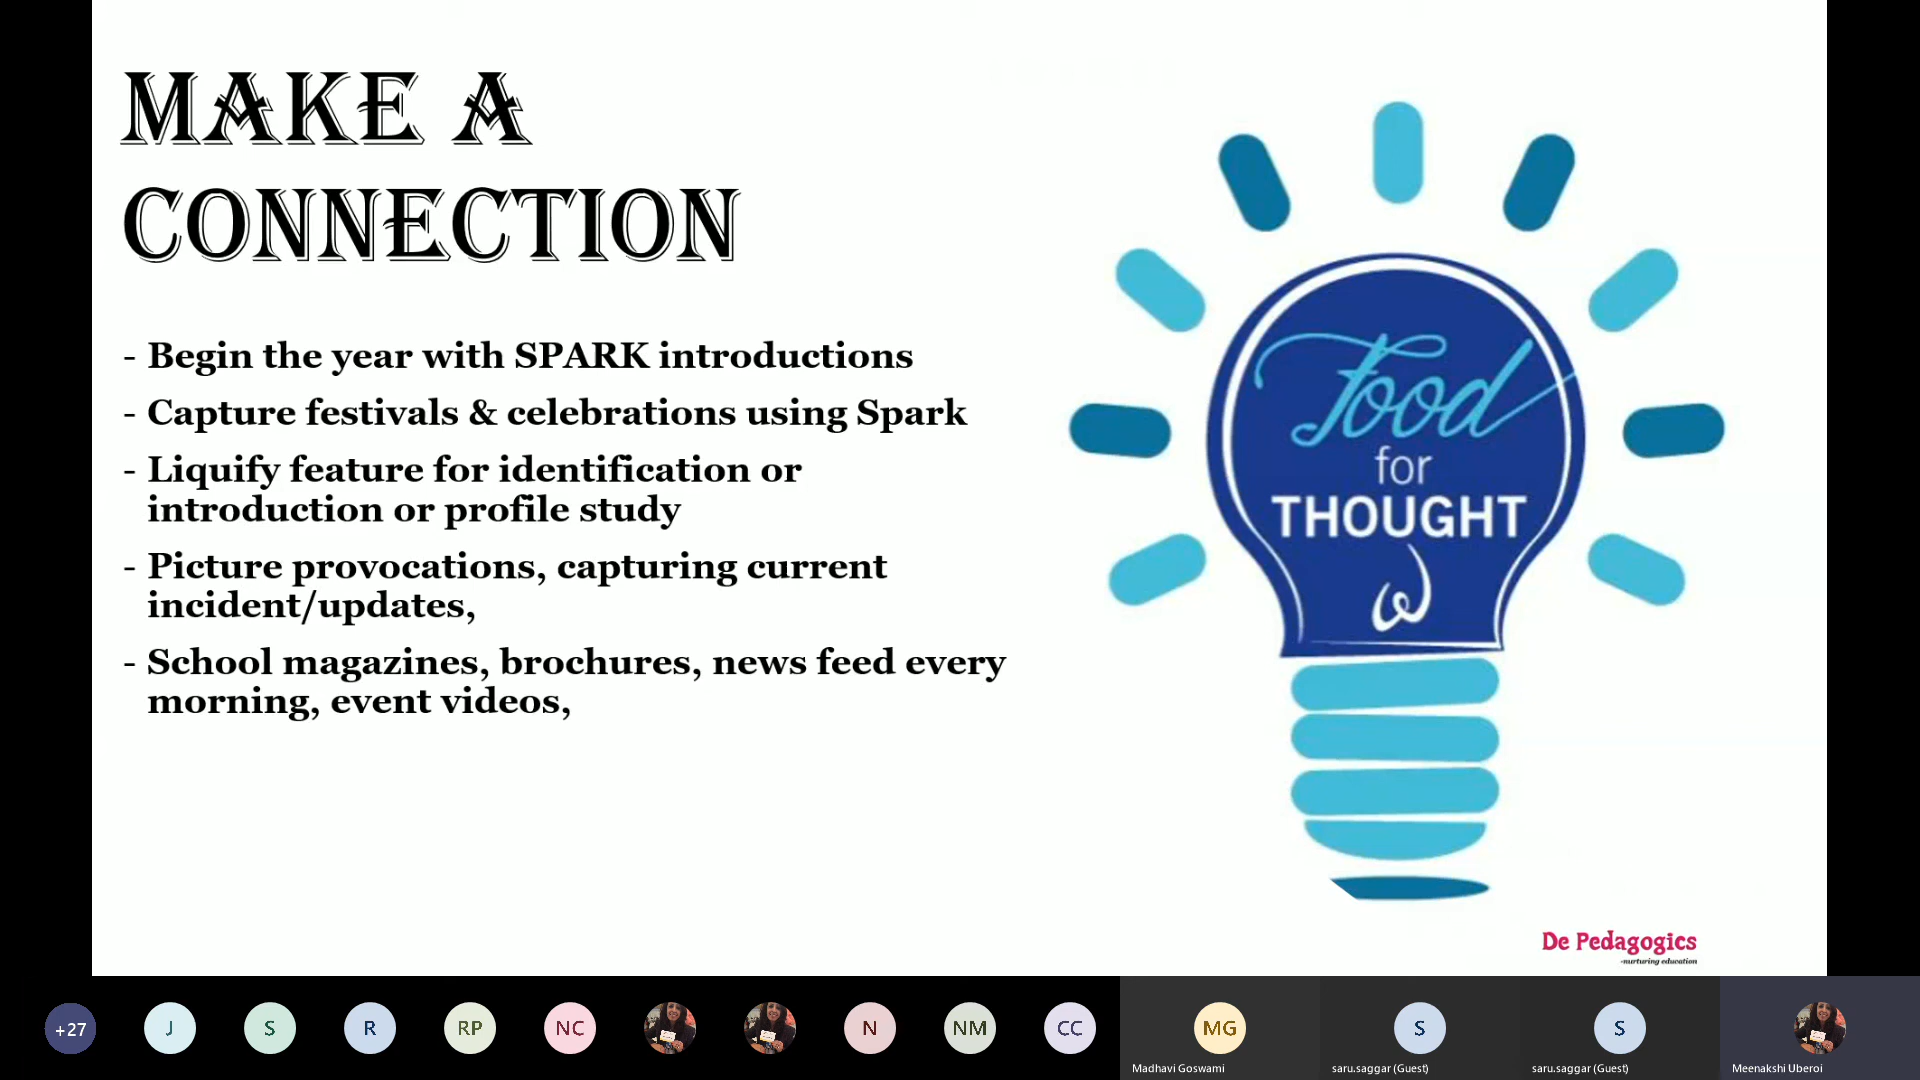 MAKE A
CONNECTION
- Begin the year with SPARK introductions
- Capture festivals & celebrations using Spark
- Liquify feature for identification or
introduction or profile study
- Picture provocations, capturing current
incident/updates,
- School magazines, brochures, news feed every
morning, event videos,
Food
for
THOUGHT
De Pedagogics
-nurturing education
+27
J
S
R
RP
NC
N
NM
CC
MG
S
S
Madhavi Goswami
saru.saggar (Guest)
saru.saggar (Guest)
Meenakshi Uberoi